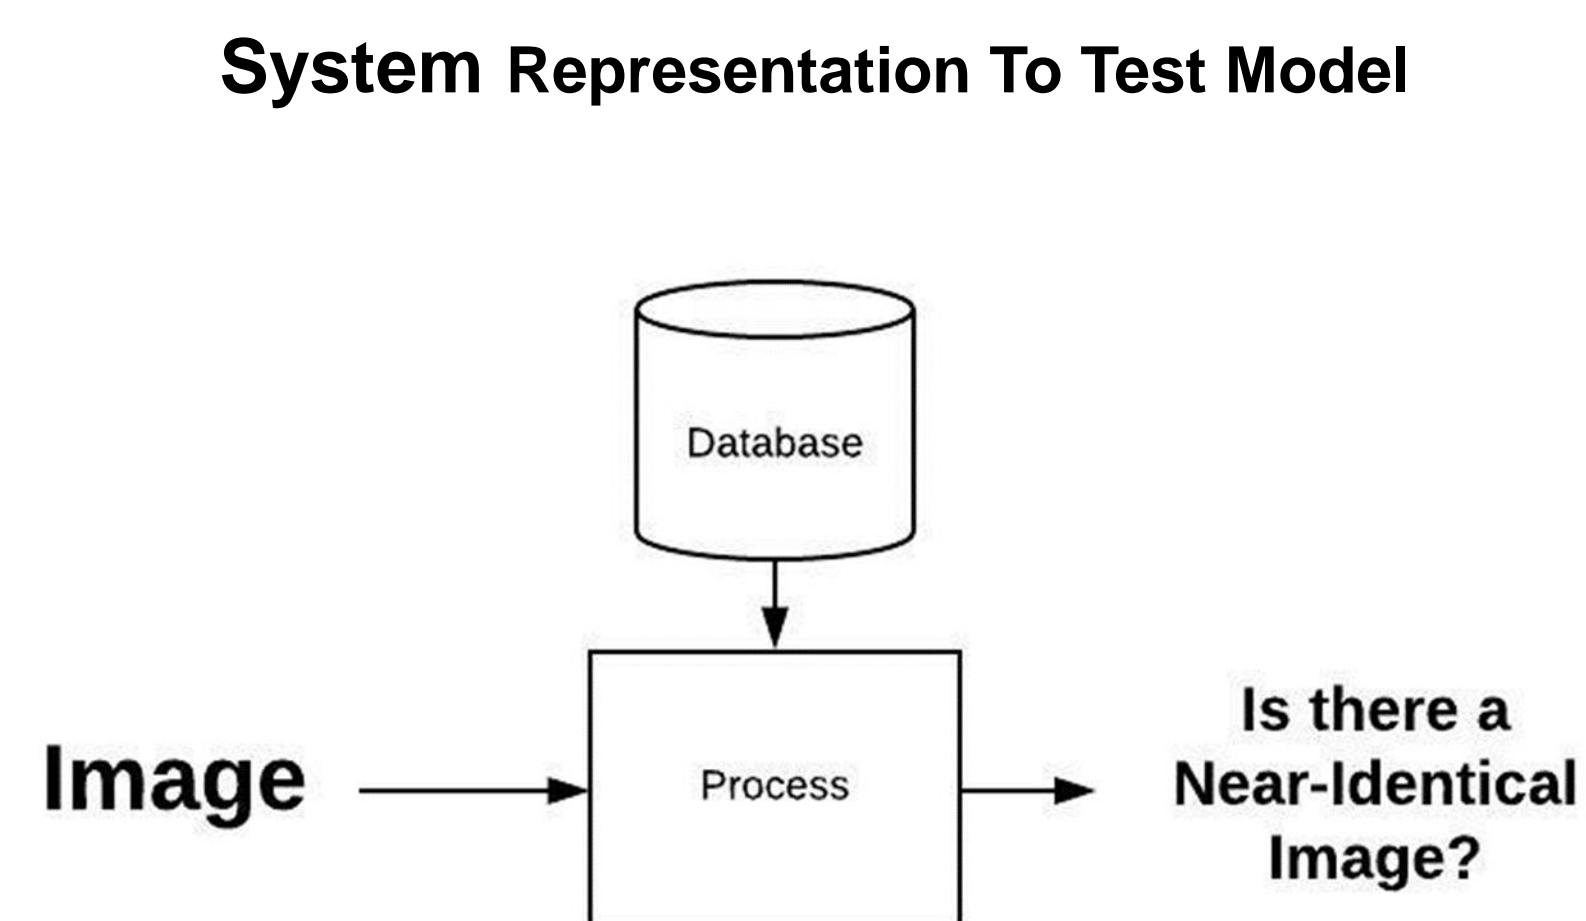 System Representation To Test Model
Database
Image
Process
Is there a
Near-Identical
Image?